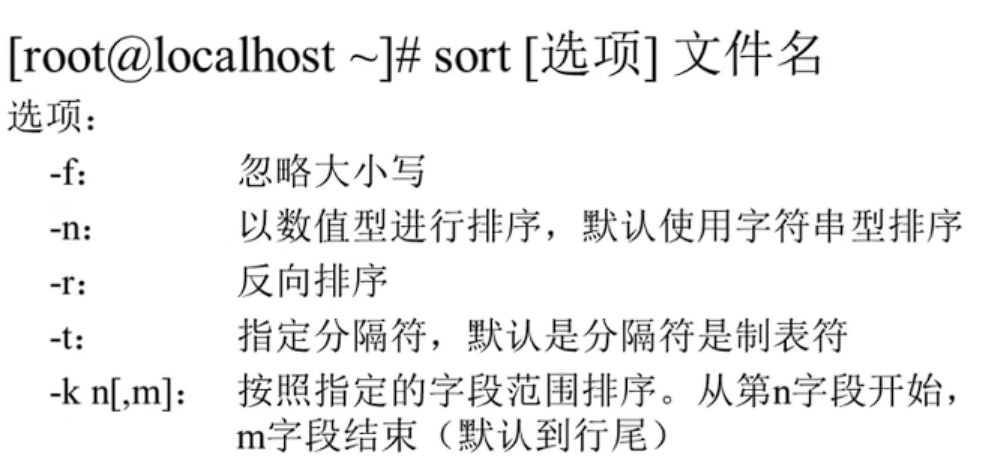 [root@localhost ~]# sort [选项] 文件名
选项：
-f： 忽略大小写
-n： 以数值型进行排序，默认使用字符串型排序
-r： 反向排序
-t： 指定分隔符，默认是分隔符是制表符
-k n[,m]： 按照指定的字段范围排序。从第n字段开始，
m字段结束（默认到行尾）